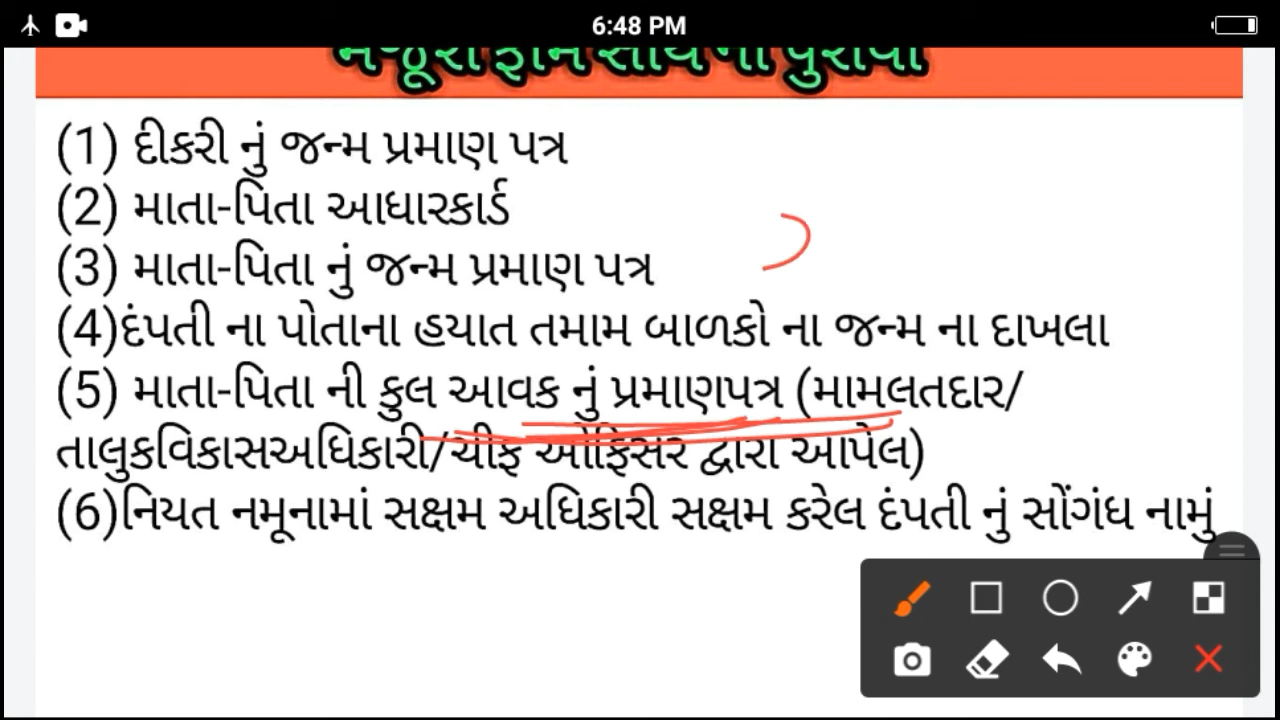 6:48 PM
મંજૂરી ફોર્મ સાથે ના પુરાવા
(1) દીકરી નું જન્મ પ્રમાણ પત્ર
(2) માતા-પિતા આધારકાર્ડ
(3) માતા-પિતા નું જન્મ પ્રમાણ પત્ર
(4)દંપતી ના પોતાના હયાત તમામ બાળકો ના જન્મ ના દાખલા
(5) માતા-પિતા ની કુલ આવક નું પ્રમાણપત્ર (મામલતદાર/
તાલુકવિકાસઅધિકારી/ચીફ ઓફિસર દ્વારા આપેલ)
(6)નિયત નમૂનામાં સક્ષમ અધિકારી સક્ષમ કરેલ દંપતી નું સોંગંધ નામું